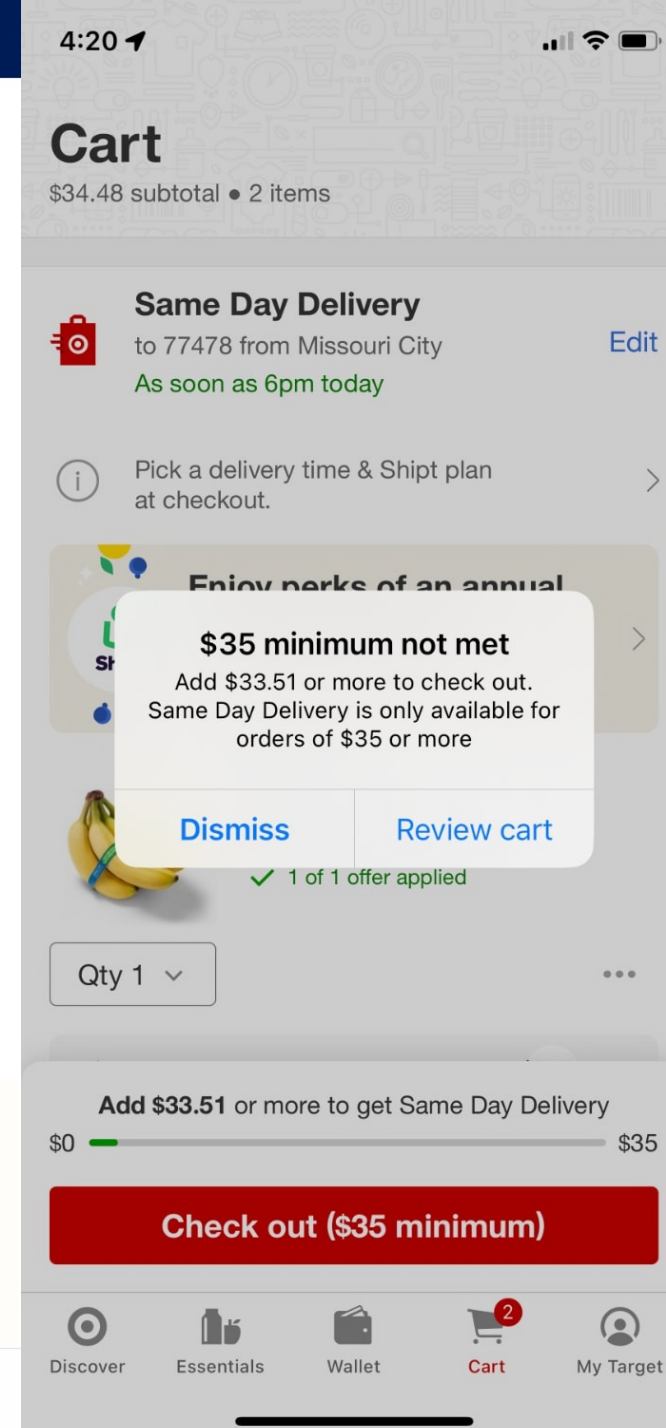 4:20
Cart
$34.48 subtotal • 2 items
Same Day Delivery
to 77478 from Missouri City
Edit
As soon as 6pm today
Pick a delivery time & Shipt plan
at checkout.
Enjoy perks of an annual
$35 minimum not met
Add $33.51 or more to check out.
Same Day Delivery is only available for
orders of $35 or more
Dismiss
Review cart
1 of 1 offer applied
Qty 1
Add $33.51 or more to get Same Day Delivery
$0
$35
Check out ($35 minimum)
2
Discover
Essentials
Wallet
Cart
My Target